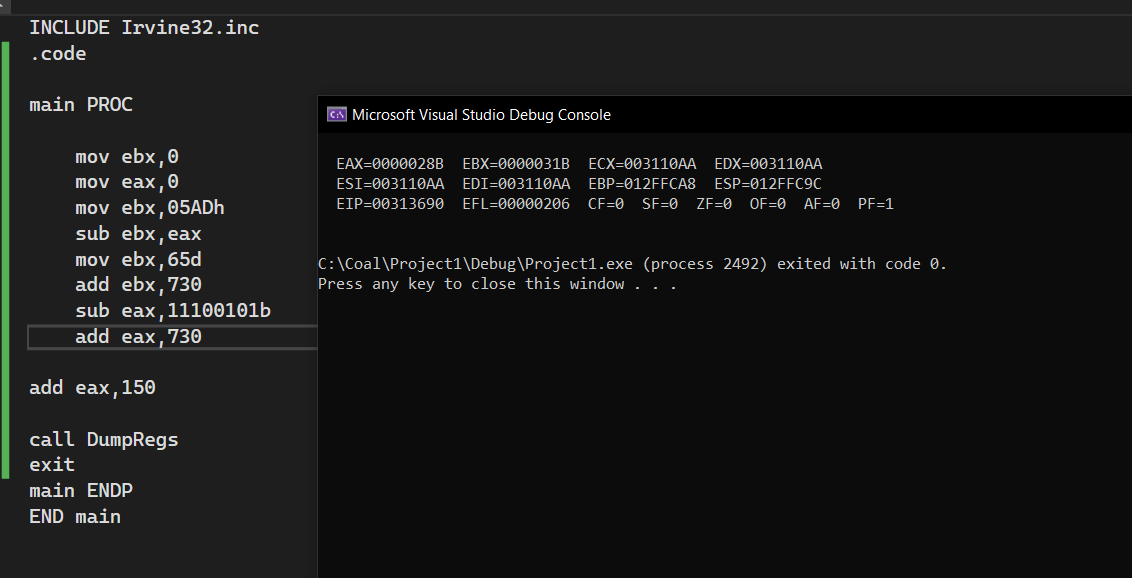 INCLUDE Irvine32.inc
.code
main PROC
mov ebx,0
mov eax,0
mov ebx,05ADh
sub ebx,eax
mov ebx,65d
add ebx,730
sub eax,11100101b
add eax,730
add eax,150
call DumpRegs
exit
main ENDP
END main
Microsoft Visual Studio Debug Console
EAX=0000028B EBX=0000031B ECX=003110AA EDX=003110AA
ESI=003110AA EDI=003110AA EBP=012FFCA8 ESP=012FFC9C
EIP=00313690 EFL=00000206 CF=0 SF=0 ZF=0 OF=0 AF=0 PF=1
C:\Coal\Project1\Debug\Project1.exe (process 2492) exited with code 0.
Press any key to close this window . . .